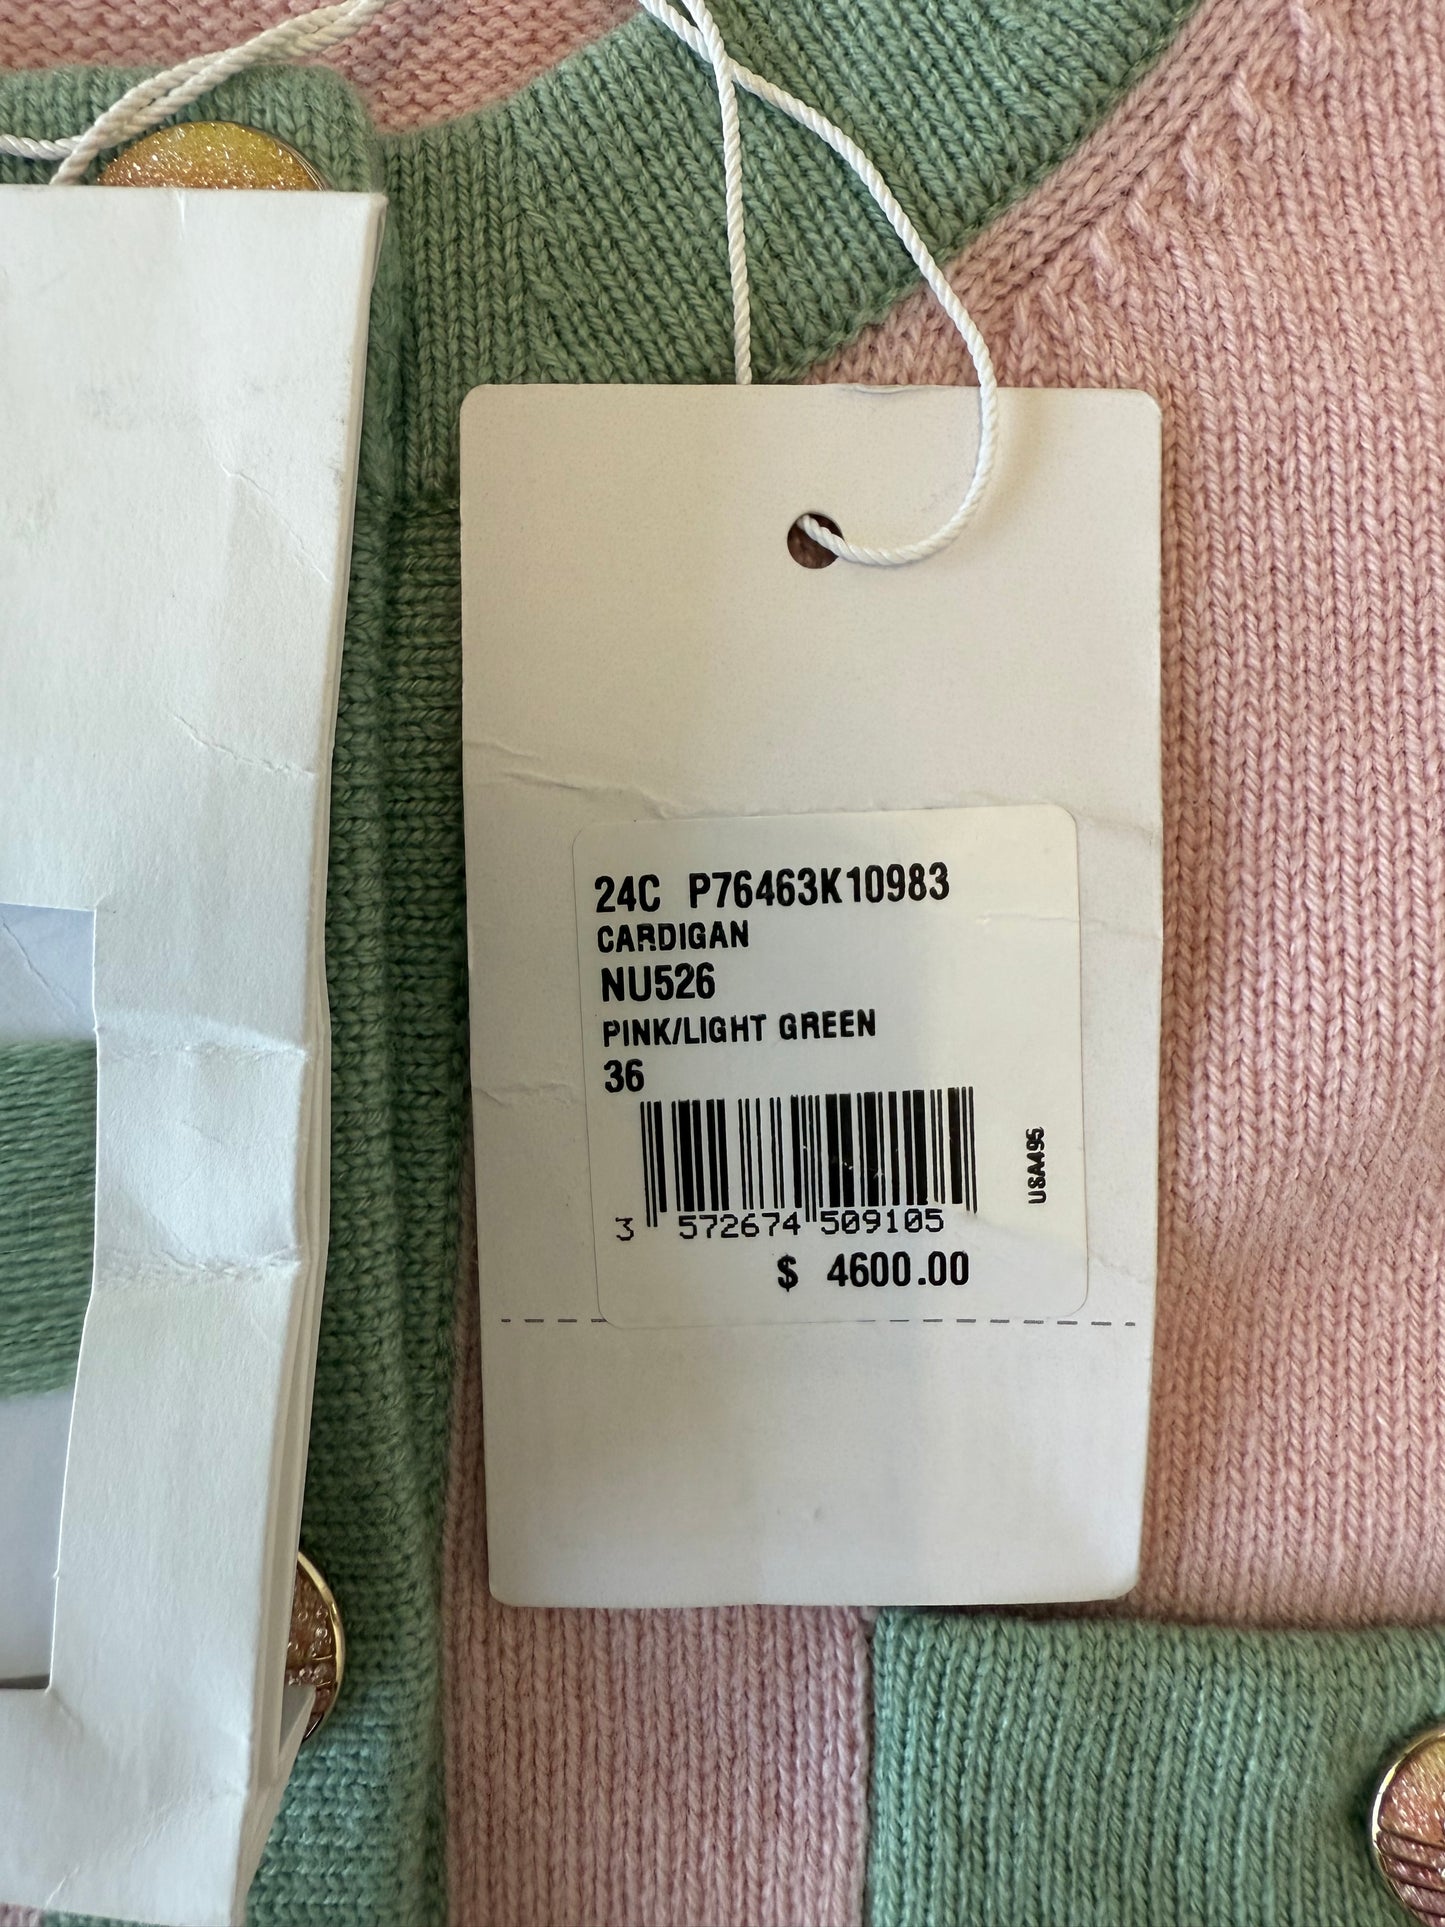 24C P76463K10983
CARDIGAN
NU526
PINK/LIGHT GREEN
36
USA495
3 572674 509105
$ 4600.00